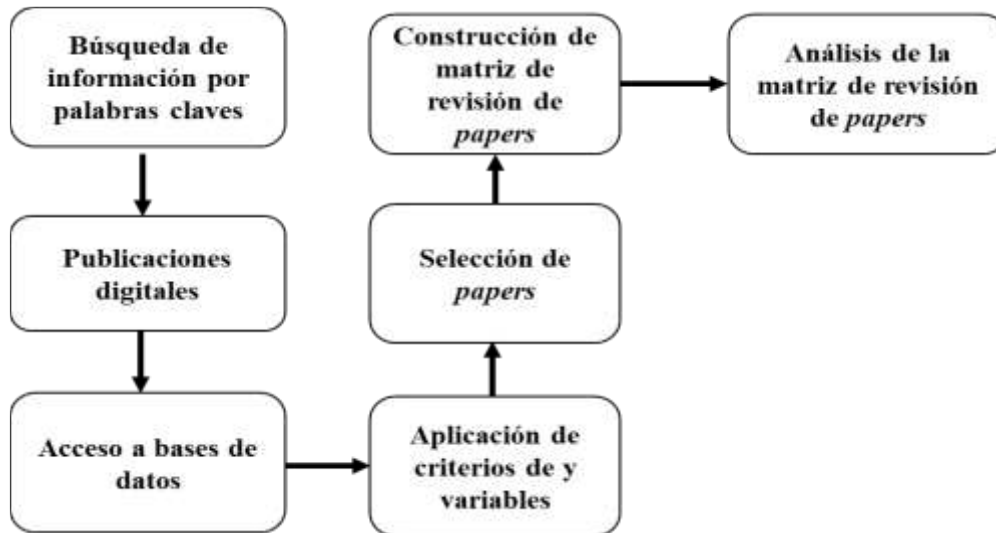 Búsqueda de
información por
palabras claves
Publicaciones
digitales
Acceso a bases de
datos
Aplicación de
criterios de y
variables
Selección de
papers
Construcción de
matriz de
revisión de
papers
Análisis de la
matriz de revisión
de papers